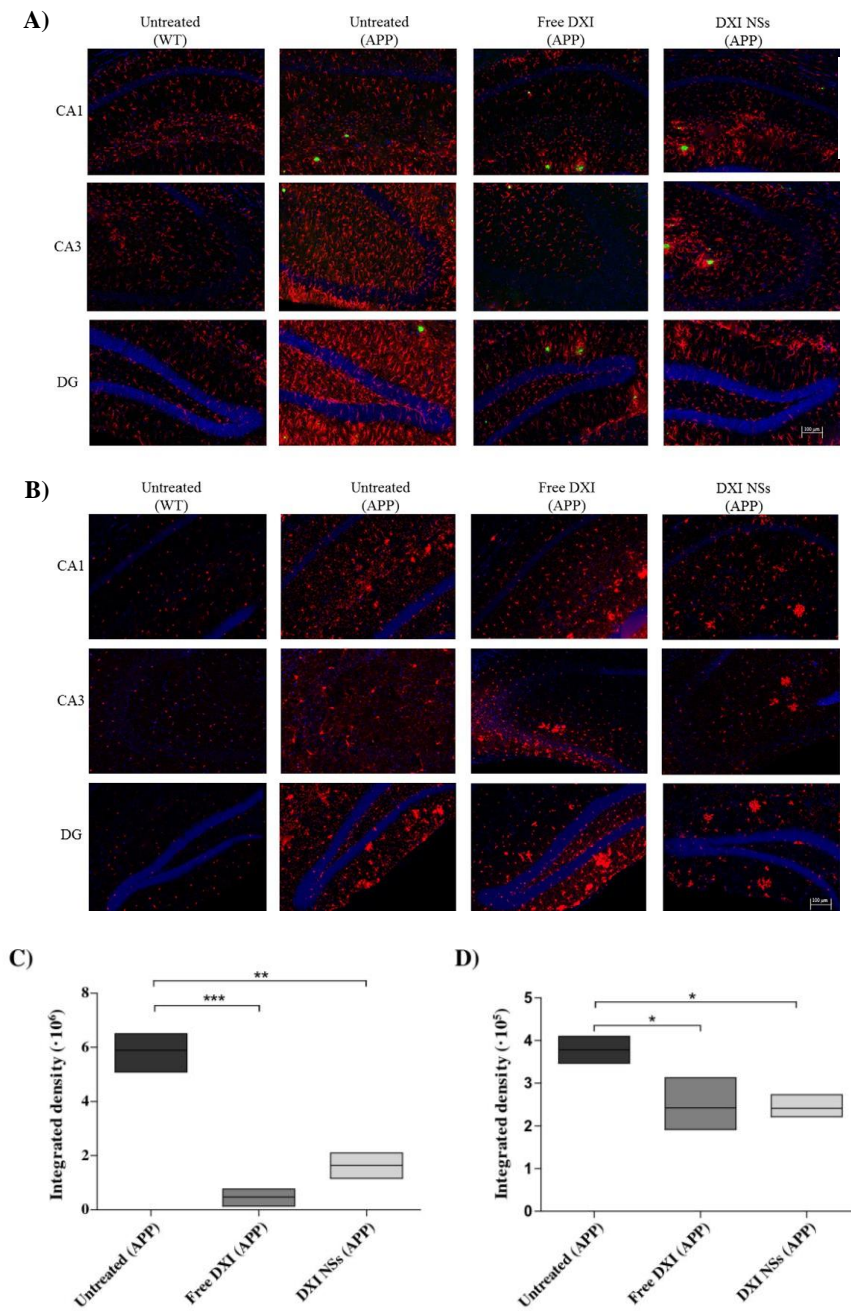 A)
Untreated (WT)
Untreated (APP)
Free DXI (APP)
DXI NSs (APP)
CA1
CA3
DG
100 µm
B)
Untreated (WT)
Untreated (APP)
Free DXI (APP)
DXI NSs (APP)
CA1
CA3
DG
100 µm
C)
**
***
Integrated density (·10⁶)
8
6
4
2
0
Untreated (APP)
Free DXI (APP)
DXI NSs (APP)
D)
*
*
Integrated density (·10⁵)
5
4
3
2
1
0
Untreated (APP)
Free DXI (APP)
DXI NSs (APP)